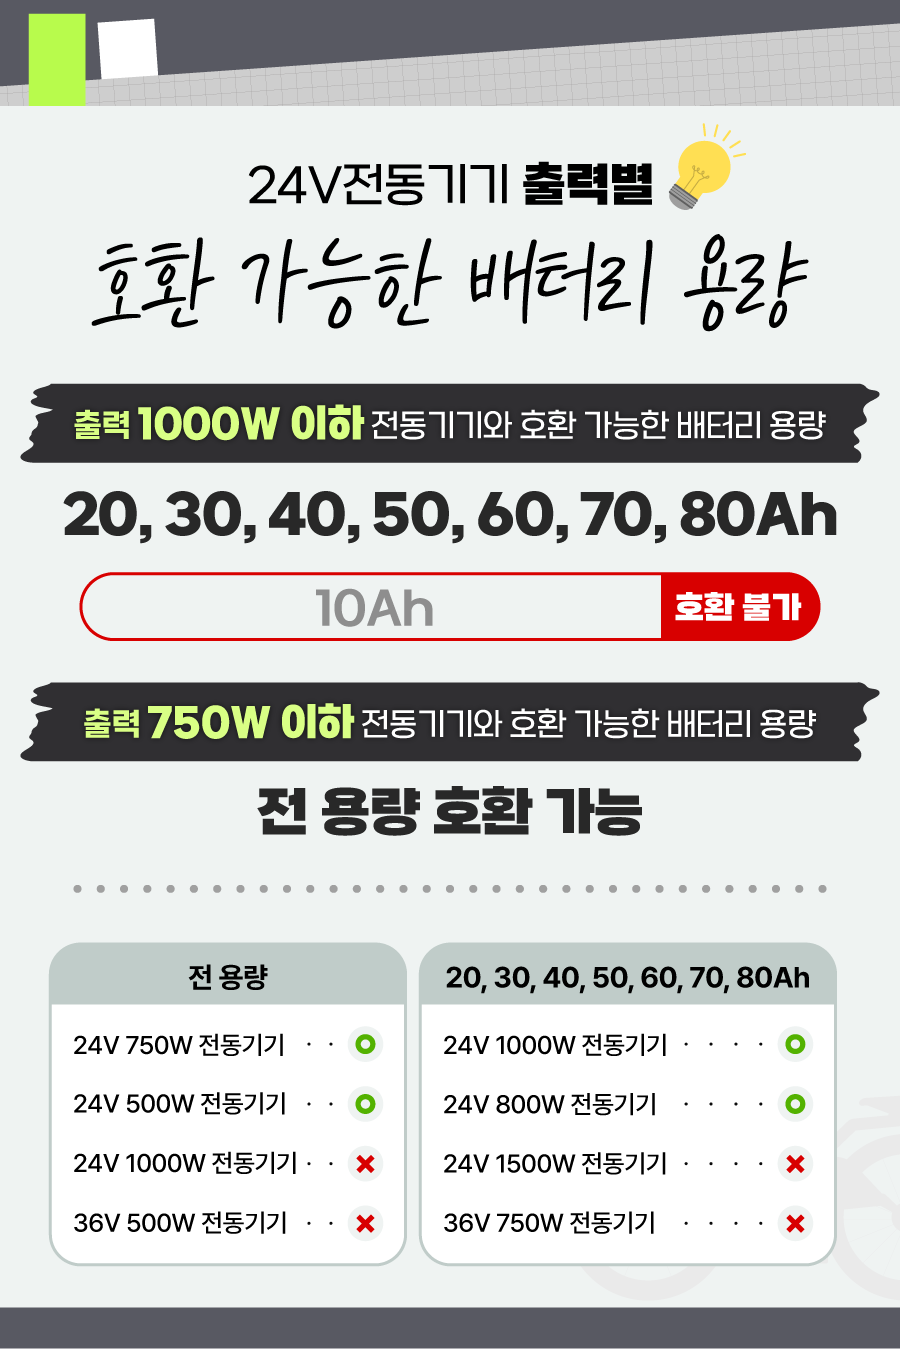 24V전동기기 출력별
호환 가능한 배터리 용량
출력 1000W 이하 전동기기와 호환 가능한 배터리 용량
20, 30, 40, 50, 60, 70, 80Ah
10Ah 호환 불가
출력 750W 이하 전동기기와 호환 가능한 배터리 용량
전 용량 호환 가능
전 용량
24V 750W 전동기기 · · O
24V 500W 전동기기 · · O
24V 1000W 전동기기 · · X
36V 500W 전동기기 · · X
20, 30, 40, 50, 60, 70, 80Ah
24V 1000W 전동기기 · · · · O
24V 800W 전동기기 · · · · O
24V 1500W 전동기기 · · · · X
36V 750W 전동기기 · · · · X